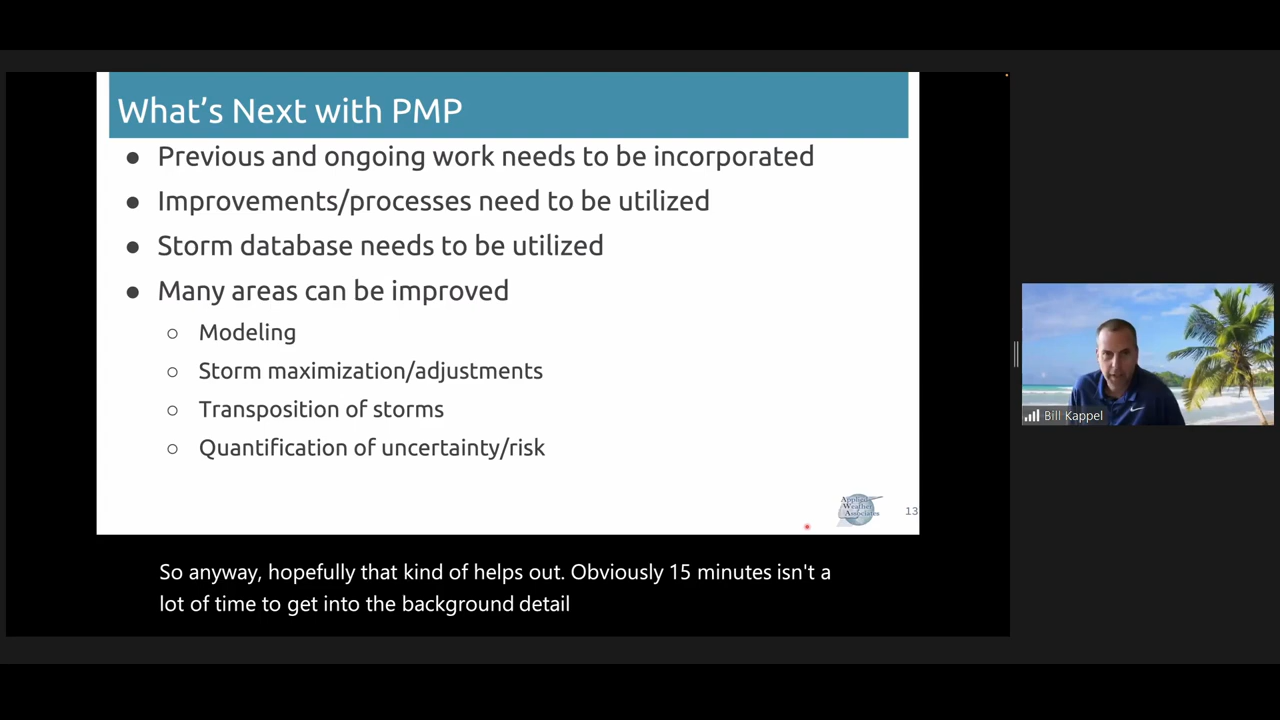 What's Next with PMP
● Previous and ongoing work needs to be incorporated
● Improvements/processes need to be utilized
● Storm database needs to be utilized
● Many areas can be improved
○ Modeling
○ Storm maximization/adjustments
○ Transposition of storms
○ Quantification of uncertainty/risk
Applied
Weather
Associates
13
Bill Kappel
So anyway, hopefully that kind of helps out. Obviously 15 minutes isn't a
lot of time to get into the background detail